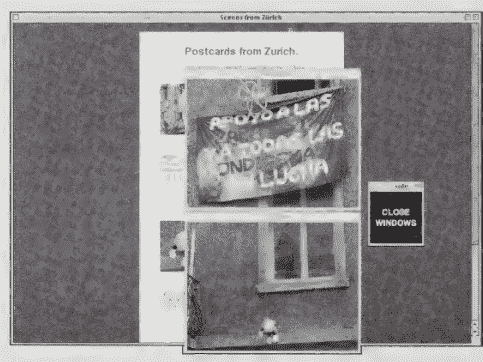 Scenes from Zürich
Postcards from Zurich.
APOYO A LAS
Y A TODAS LAS
LUCHA
CLOSE
WINDOWS